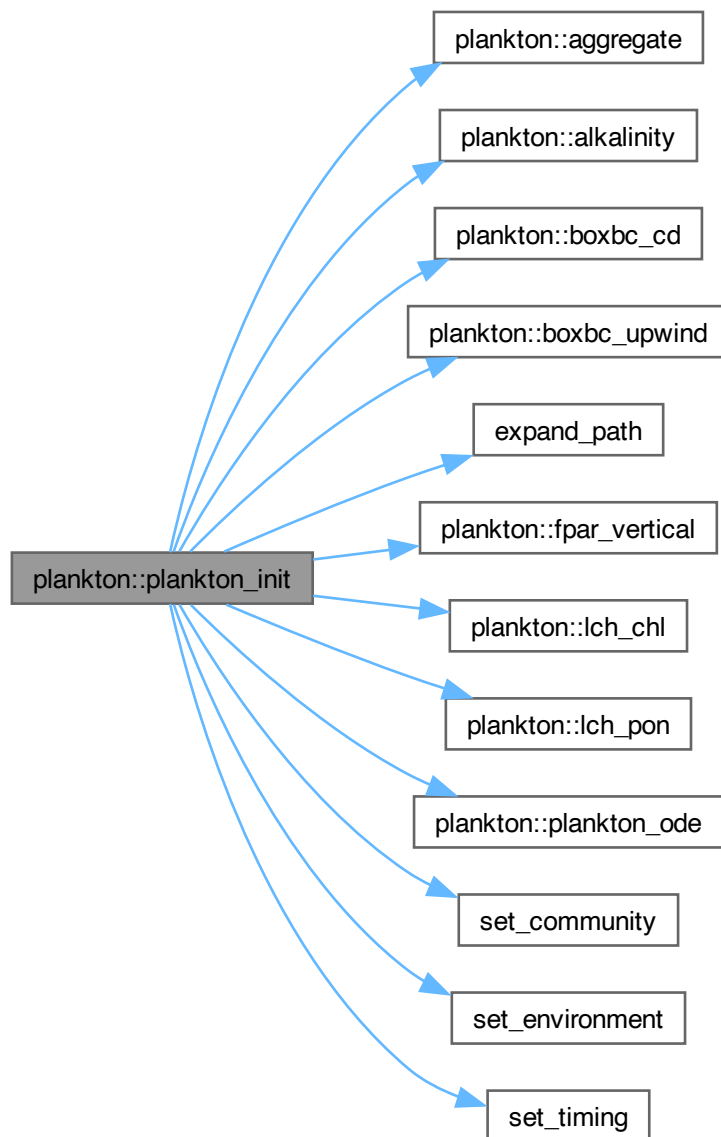 plankton::aggregate
plankton::alkalinity
plankton::boxbc_cd
plankton::boxbc_upwind
expand_path
plankton::fpar_vertical
plankton::plankton_init
plankton::lch_chl
plankton::lch_pon
plankton::plankton_ode
set_community
set_environment
set_timing